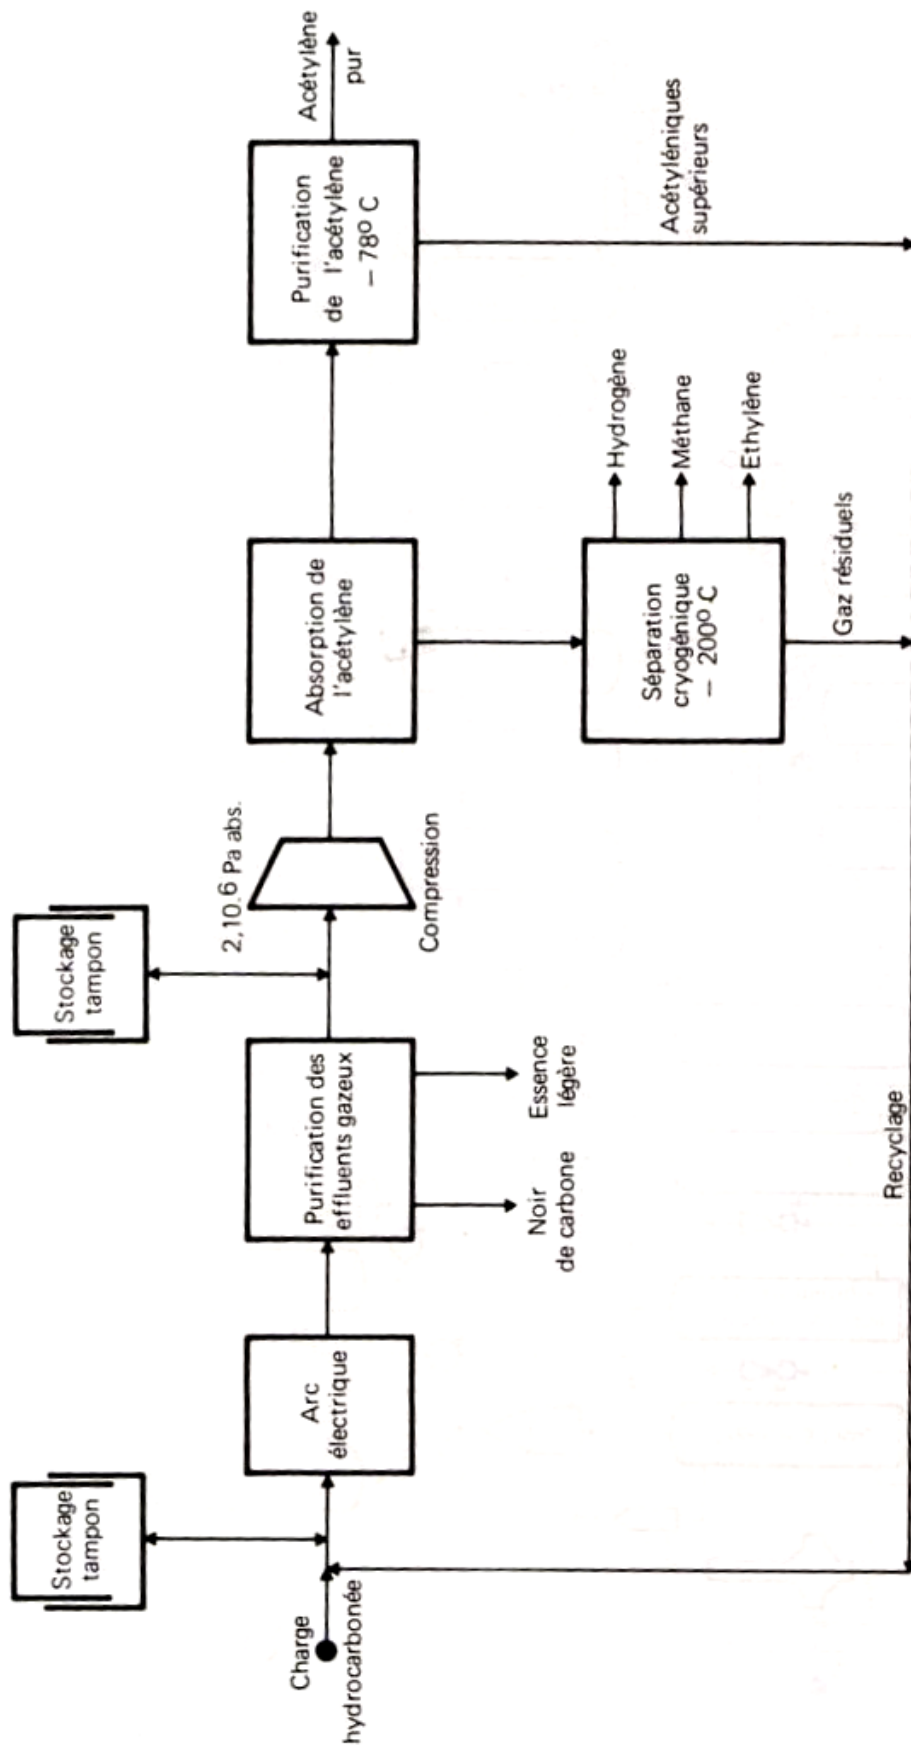 Stockage
tampon
Stockage
tampon
Charge
hydrocarbonée
Arc
électrique
Purification des
effluents gazeux
Noir
de carbone
Essence
légère
2,10.6 Pa abs.
Compression
Absorption de
l'acétylène
Purification
de l'acétylène
– 78º C
Acétylène
pur
Séparation
cryogénique
– 200º C
Hydrogène
Méthane
Ethylène
Gaz résiduels
Acétyléniques
supérieurs
Recyclage